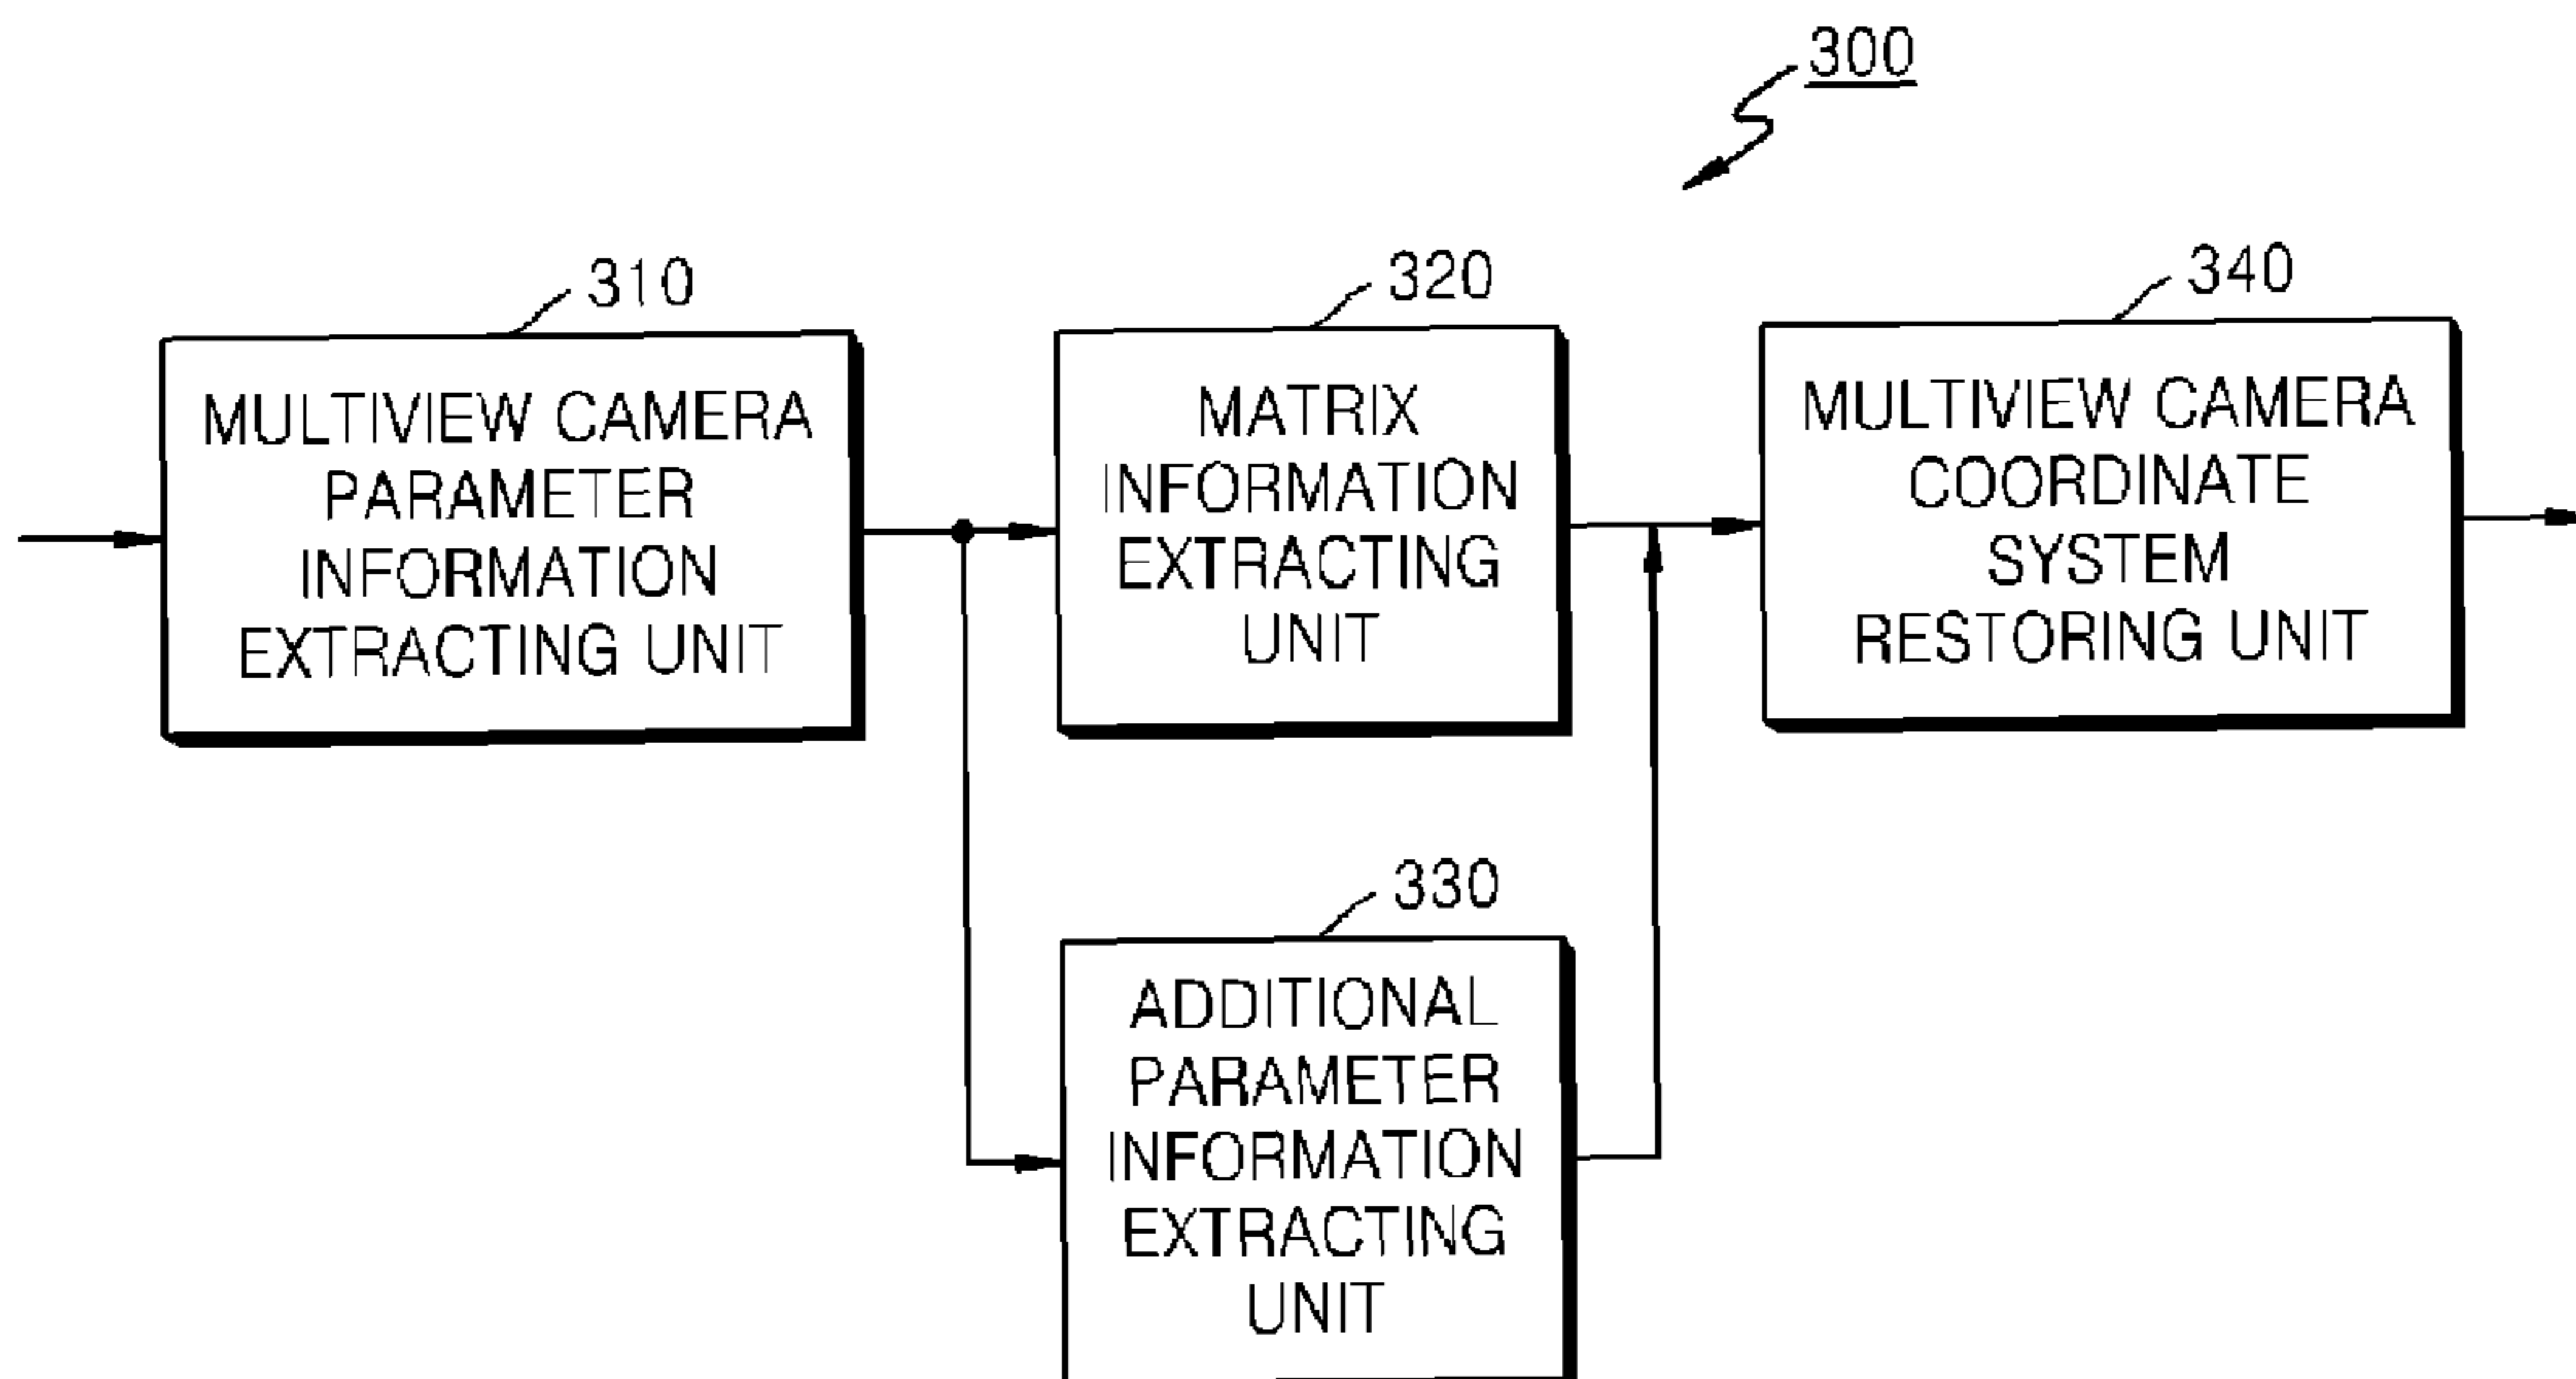 300
310
MULTIVIEW CAMERA
PARAMETER
INFORMATION
EXTRACTING UNIT
320
MATRIX
INFORMATION
EXTRACTING
UNIT
340
MULTIVIEW CAMERA
COORDINATE
SYSTEM
RESTORING UNIT
330
ADDITIONAL
PARAMETER
INFORMATION
EXTRACTING
UNIT